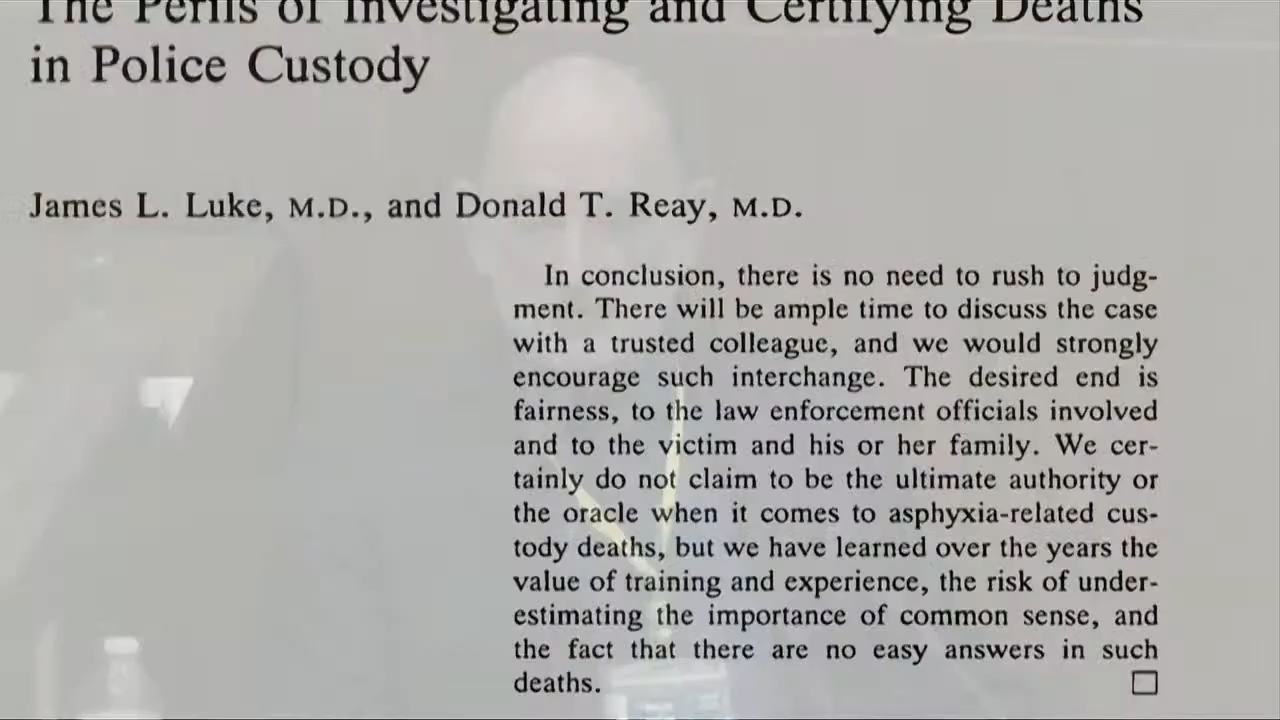 The Perils of Investigating and Certifying Deaths
in Police Custody
James L. Luke, M.D., and Donald T. Reay, M.D.
In conclusion, there is no need to rush to judg-
ment. There will be ample time to discuss the case
with a trusted colleague, and we would strongly
encourage such interchange. The desired end is
fairness, to the law enforcement officials involved
and to the victim and his or her family. We cer-
tainly do not claim to be the ultimate authority or
the oracle when it comes to asphyxia-related cus-
tody deaths, but we have learned over the years the
value of training and experience, the risk of under-
estimating the importance of common sense, and
the fact that there are no easy answers in such
deaths.